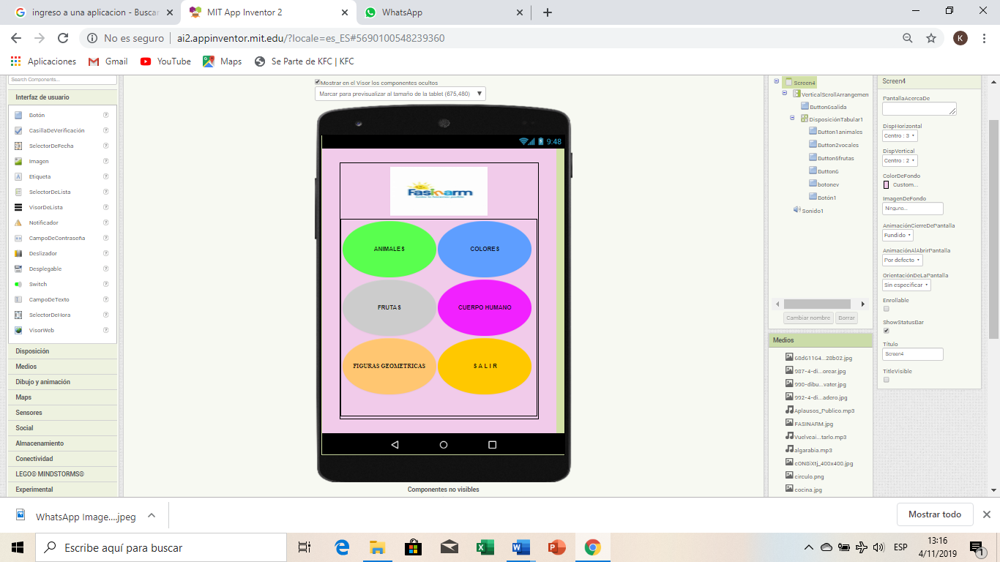 ingreso a una aplicacion - Buscar
MIT App Inventor 2
WhatsApp
No es seguro
ai2.appinventor.mit.edu/?locale=es_ES#5690100548239360
K
Aplicaciones
Gmail
YouTube
Maps
Se Parte de KFC | KFC
Search Components...
Interfaz de usuario
Botón
CasillaDeVerificación
SelectorDeFecha
Imagen
Etiqueta
SelectorDeLista
VisorDeLista
Notificador
CampoDeContraseña
Deslizador
Desplegable
Switch
CampoDeTexto
SelectorDeHora
VisorWeb
Disposición
Medios
Dibujo y animación
Maps
Sensores
Social
Almacenamiento
Conectividad
LEGO® MINDSTORMS®
Experimental
Mostrar en el Visor los componentes ocultos
Marcar para previsualizar al tamaño de la tablet (675,480)
9:48
Fasinarm
ANIMALES
COLORES
FRUTAS
CUERPO HUMANO
FIGURAS GEOMETRICAS
S A L I R
Componentes no visibles
Screen4
VerticalScrollArrangemen
Button6salida
DisposiciónTabular1
Button1animales
Button2vocales
Button5frutas
Button6
botonev
Botón1
Sonido1
Cambiar nombre
Borrar
Medios
68d61164...28b02.jpg
987-4-di...orear.jpg
990-dibu...vater.jpg
992-4-di...adero.jpg
Aplausos_Publico.mp3
FASINARM.jpg
Vuelveai...tarlo.mp3
algarabia.mp3
cON8iXtj_400x400.jpg
circulo.png
cocina.jpg
Screen4
PantallaAcercaDe
DispHorizontal
Centro : 3
DispVertical
Centro : 2
ColorDeFondo
Custom...
ImagenDeFondo
Ninguno...
AnimaciónCierreDePantalla
Fundido
AnimaciónAlAbrirPantalla
Por defecto
OrientaciónDeLaPantalla
Sin especificar
Enrollable
ShowStatusBar
Título
Screen4
TitleVisible
WhatsApp Image....jpeg
Mostrar todo
Escribe aquí para buscar
ESP
13:16
4/11/2019
1